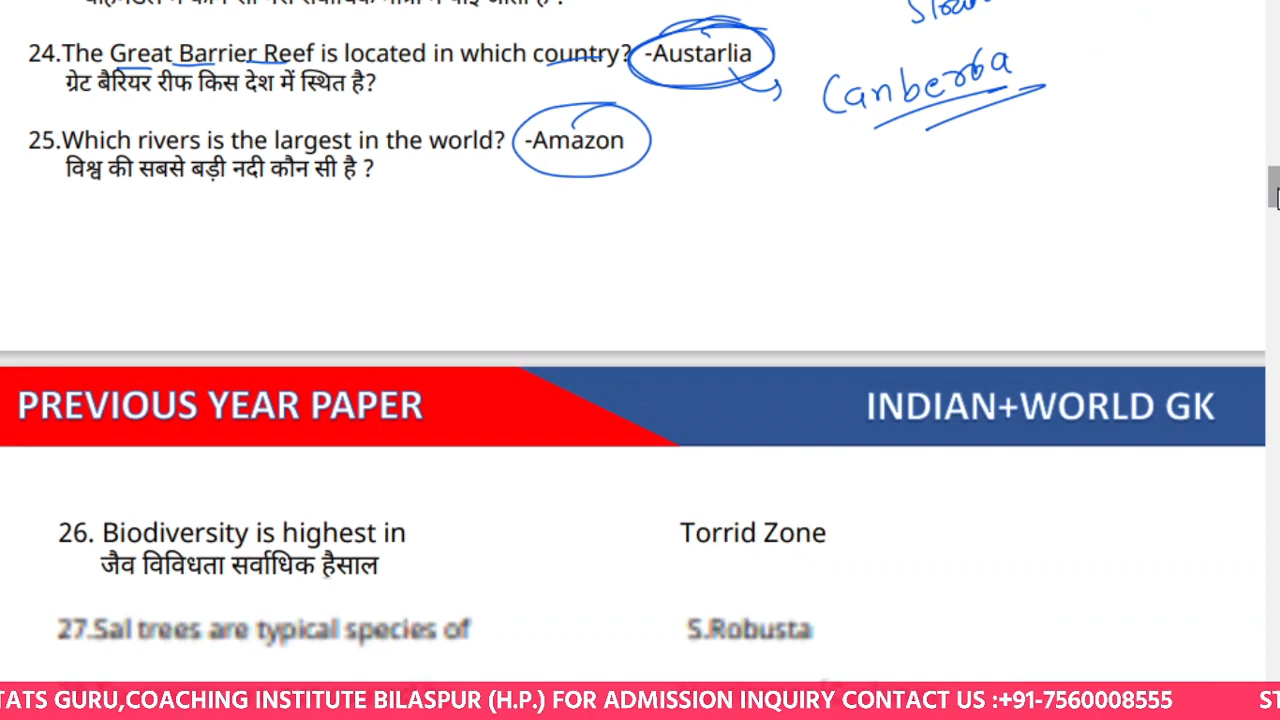 24.The Great Barrier Reef is located in which country? -Austarlia
ग्रेट बैरियर रीफ किस देश में स्थित है?
Canberra
25.Which rivers is the largest in the world? -Amazon
विश्व की सबसे बड़ी नदी कौन सी है ?
PREVIOUS YEAR PAPER INDIAN+WORLD GK
26. Biodiversity is highest in Torrid Zone
जैव विविधता सर्वाधिक हैसाल
27.Sal trees are typical species of S.Robusta
TATS GURU,COACHING INSTITUTE BILASPUR (H.P.) FOR ADMISSION INQUIRY CONTACT US :+91-7560008555 ST